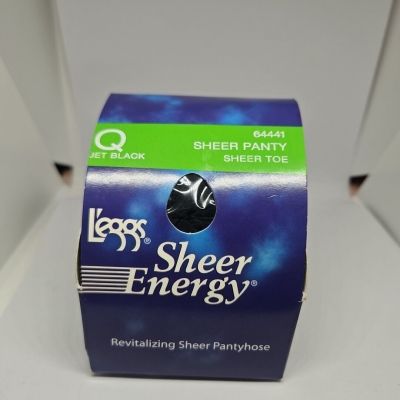 Q
JET BLACK
64441
SHEER PANTY
SHEER TOE
L'eggs®
Sheer
Energy®
Revitalizing Sheer Pantyhose